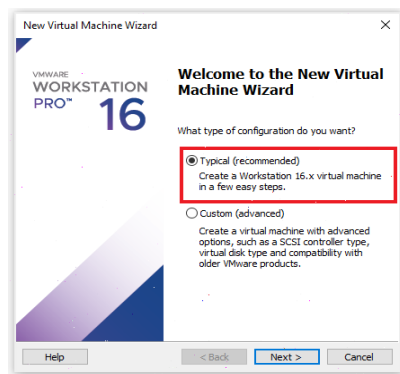 New Virtual Machine Wizard
VMWARE
WORKSTATION
PRO™ 16
Welcome to the New Virtual
Machine Wizard
What type of configuration do you want?
Typical (recommended)
Create a Workstation 16.x virtual machine
in a few easy steps.
Custom (advanced)
Create a virtual machine with advanced
options, such as a SCSI controller type,
virtual disk type and compatibility with
older VMware products.
Help < Back Next > Cancel